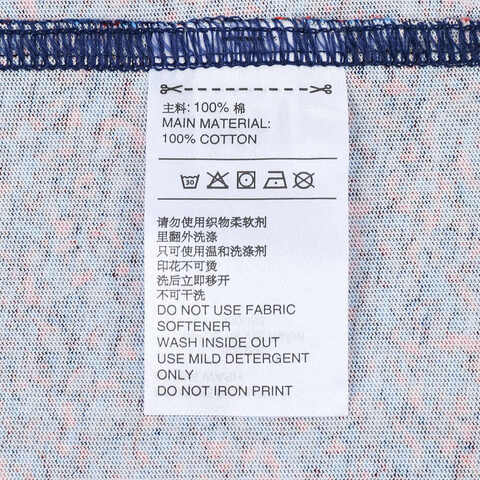 主料: 100% 棉
MAIN MATERIAL:
100% COTTON
30
请勿使用织物柔软剂
里翻外洗涤
只可使用温和洗涤剂
印花不可烫
洗后立即移开
不可干洗
DO NOT USE FABRIC
SOFTENER
WASH INSIDE OUT
USE MILD DETERGENT
ONLY
DO NOT IRON PRINT